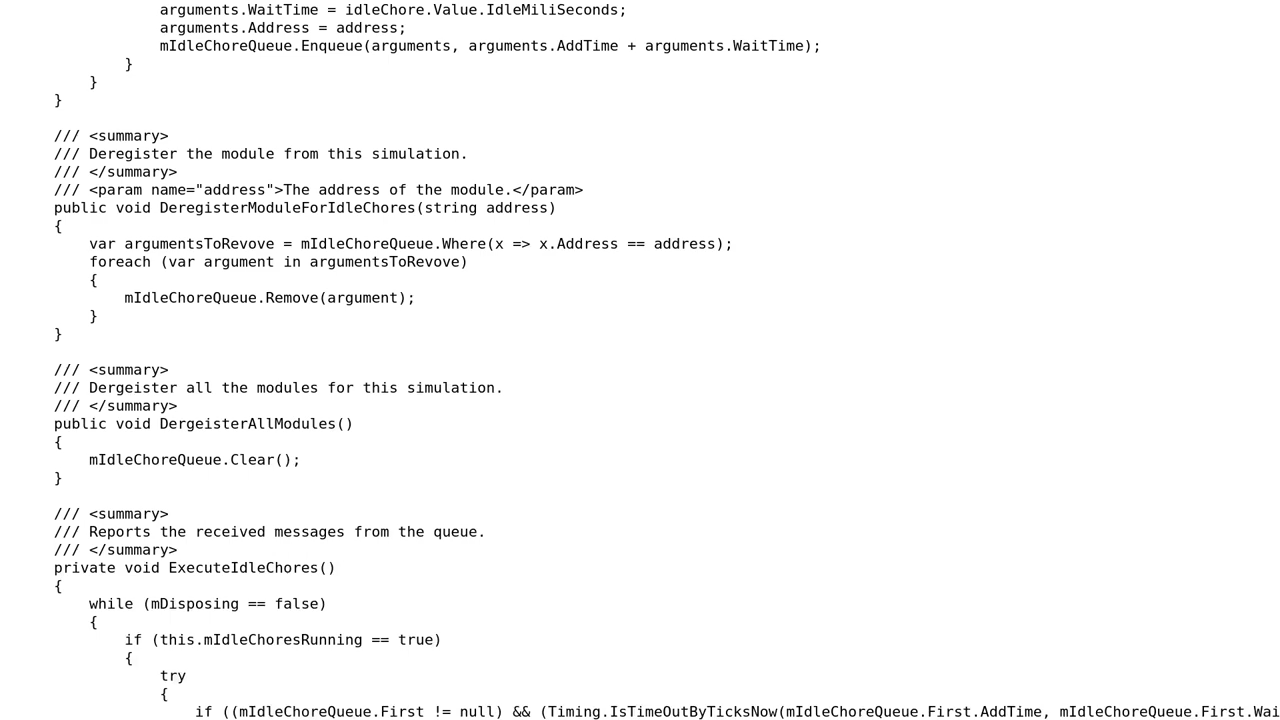 arguments.WaitTime = idleChore.Value.IdleMiliSeconds;
arguments.Address = address;
mIdleChoreQueue.Enqueue(arguments, arguments.AddTime + arguments.WaitTime);
}
}
}
/// <summary>
/// Deregister the module from this simulation.
/// </summary>
/// <param name="address">The address of the module.</param>
public void DeregisterModuleForIdleChores(string address)
{
var argumentsToRevove = mIdleChoreQueue.Where(x => x.Address == address);
foreach (var argument in argumentsToRevove)
{
mIdleChoreQueue.Remove(argument);
}
}
/// <summary>
/// Dergeister all the modules for this simulation.
/// </summary>
public void DergeisterAllModules()
{
mIdleChoreQueue.Clear();
}
/// <summary>
/// Reports the received messages from the queue.
/// </summary>
private void ExecuteIdleChores()
{
while (mDisposing == false)
{
if (this.mIdleChoresRunning == true)
{
try
{
if ((mIdleChoreQueue.First != null) && (Timing.IsTimeOutByTicksNow(mIdleChoreQueue.First.AddTime, mIdleChoreQueue.First.Wai